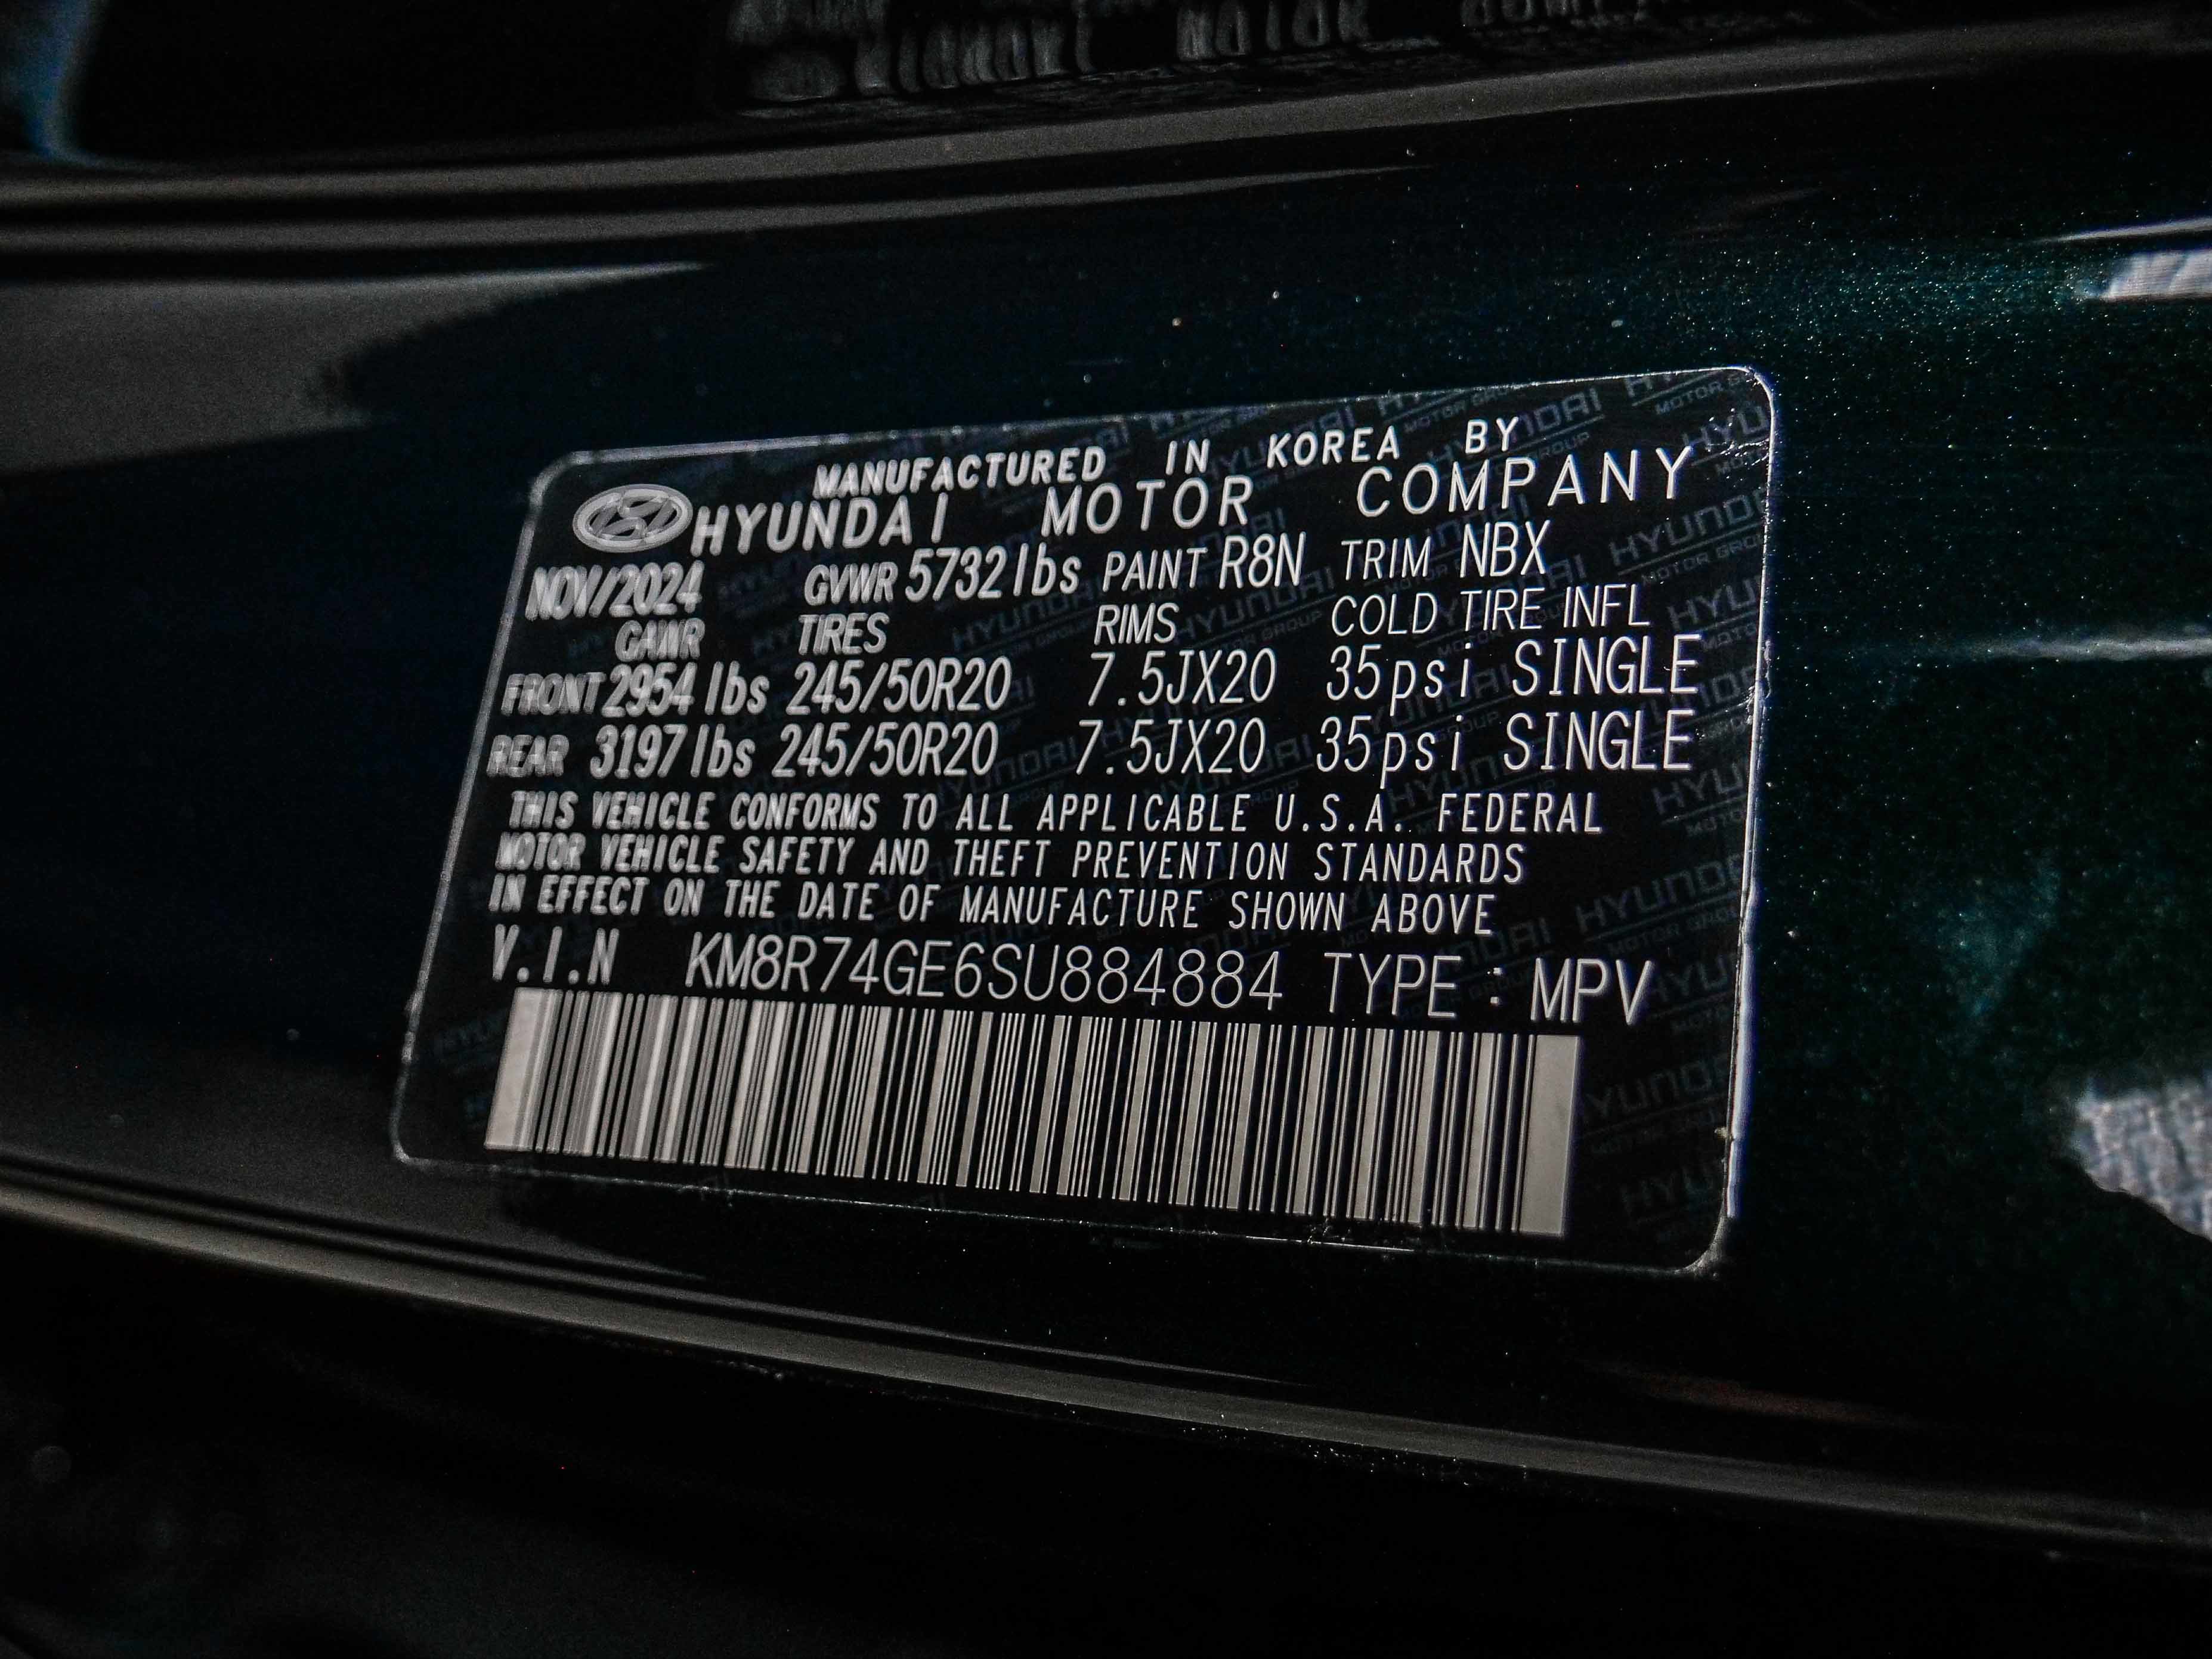 MANUFACTURED IN KOREA BY
HYUNDAI MOTOR COMPANY
NOV/2024 GVWR 5732lbs PAINT R8N TRIM NBX
GAWR TIRES RIMS COLD TIRE INFL
FRONT 2954 lbs 245/50R20 7.5JX20 35psi SINGLE
REAR 3197 lbs 245/50R20 7.5JX20 35psi SINGLE
THIS VEHICLE CONFORMS TO ALL APPLICABLE U.S.A. FEDERAL
MOTOR VEHICLE SAFETY AND THEFT PREVENTION STANDARDS
IN EFFECT ON THE DATE OF MANUFACTURE SHOWN ABOVE
V.I.N KM8R74GE6SU884884 TYPE : MPV